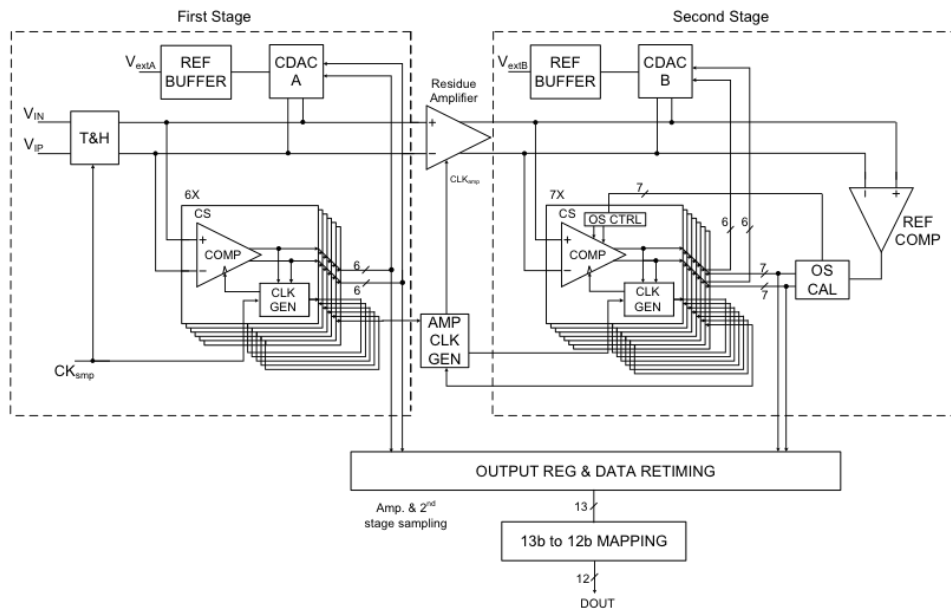 First Stage
Second Stage
VextA
REF
BUFFER
CDAC
A
VextB
REF
BUFFER
CDAC
B
Residue
Amplifier
VIN
VIP
T&H
+
−
CLKamp
6X
CS
+
−
COMP
CLK
GEN
6
6
7X
CS
7
OS CTRL
+
−
COMP
CLK
GEN
6
6
7
7
−
+
REF
COMP
OS
CAL
AMP
CLK
GEN
CKsmp
OUTPUT REG & DATA RETIMING
Amp. & 2nd
stage sampling
13
13b to 12b MAPPING
12
DOUT